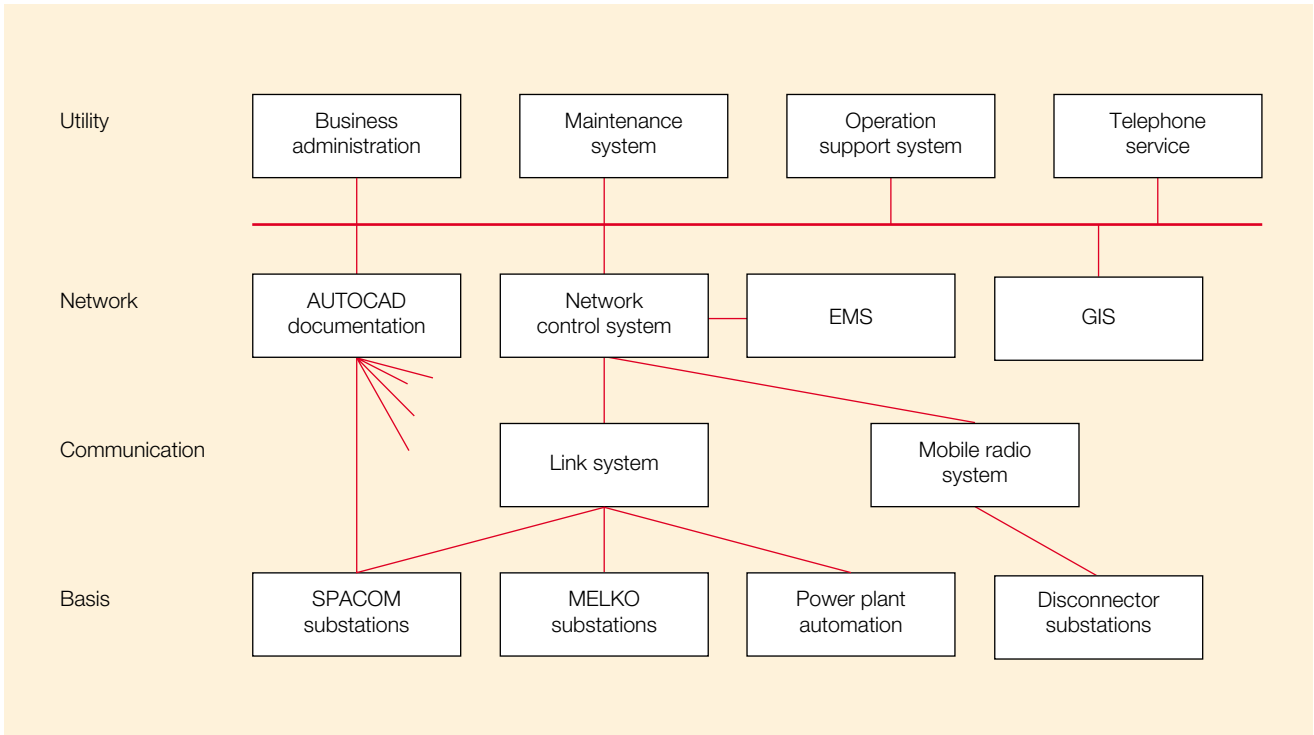 Utility
Business
administration
Maintenance
system
Operation
support system
Telephone
service
Network
AUTOCAD
documentation
Network
control system
EMS
GIS
Communication
Link system
Mobile radio
system
Basis
SPACOM
substations
MELKO
substations
Power plant
automation
Disconnector
substations